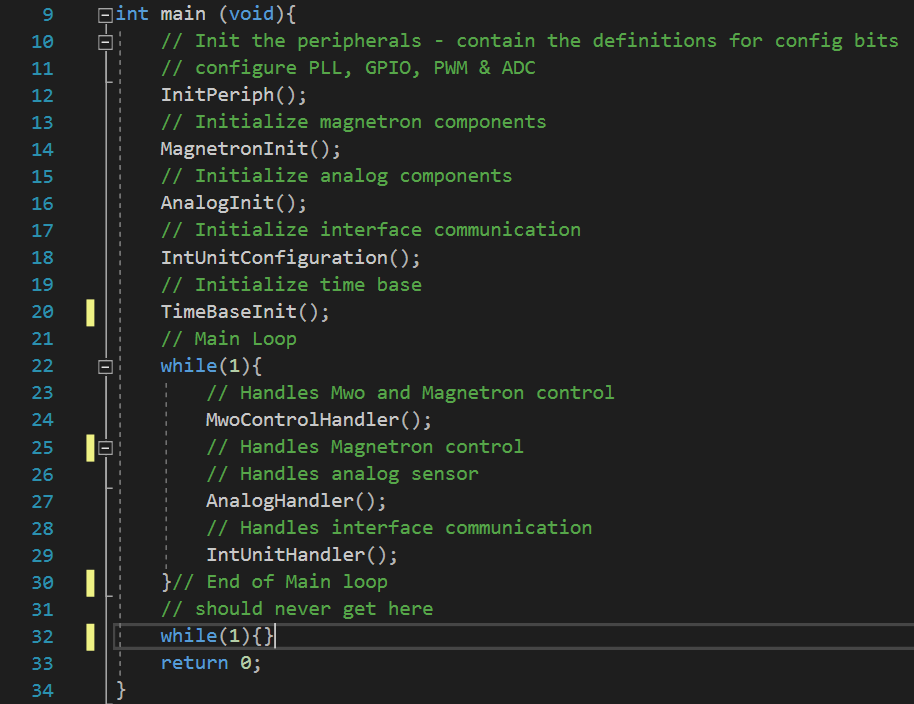 9 int main (void){
10 // Init the peripherals - contain the definitions for config bits
11 // configure PLL, GPIO, PWM & ADC
12 InitPeriph();
13 // Initialize magnetron components
14 MagnetronInit();
15 // Initialize analog components
16 AnalogInit();
17 // Initialize interface communication
18 IntUnitConfiguration();
19 // Initialize time base
20 TimeBaseInit();
21 // Main Loop
22 while(1){
23 // Handles Mwo and Magnetron control
24 MwoControlHandler();
25 // Handles Magnetron control
26 // Handles analog sensor
27 AnalogHandler();
28 // Handles interface communication
29 IntUnitHandler();
30 }// End of Main loop
31 // should never get here
32 while(1){}
33 return 0;
34 }